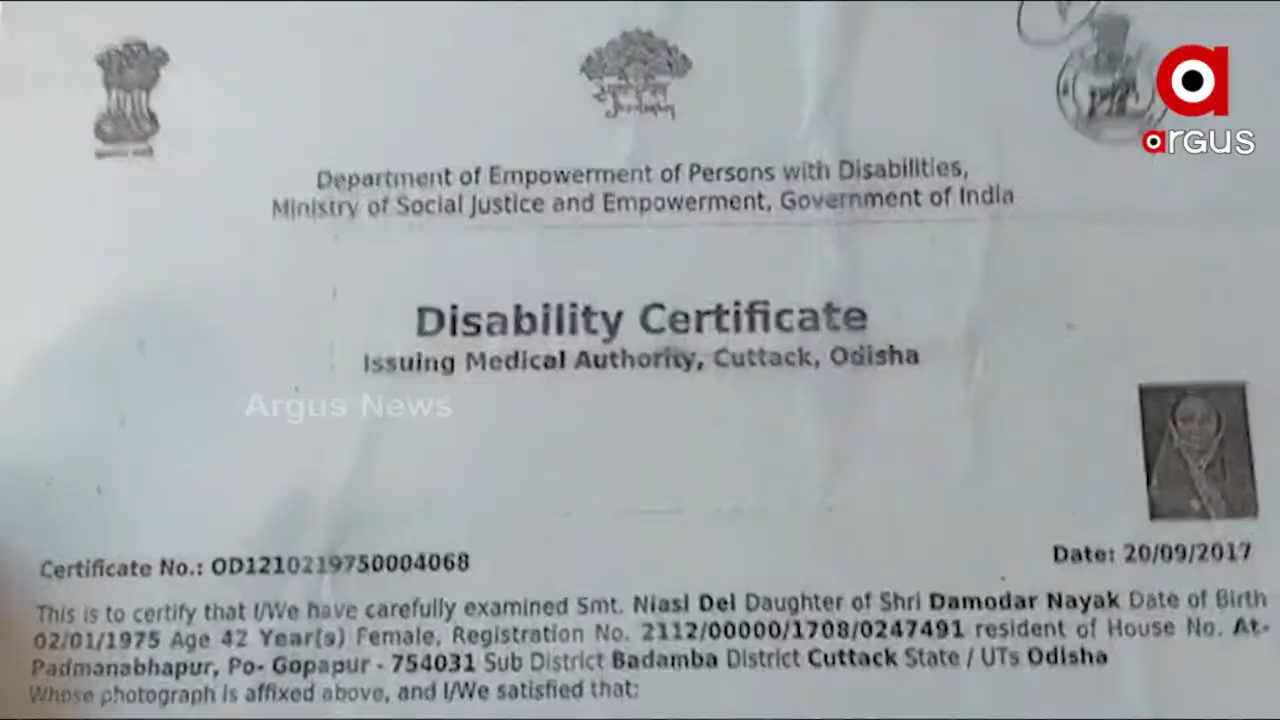 argus
Department of Empowerment of Persons with Disabilities,
Ministry of Social Justice and Empowerment, Government of India
Disability Certificate
Issuing Medical Authority, Cuttack, Odisha
Argus News
Certificate No.: OD1210219750004068
Date: 20/09/2017
This is to certify that I/We have carefully examined Smt. Niasi Dei Daughter of Shri Damodar Nayak Date of Birth
02/01/1975 Age 42 Year(s) Female, Registration No. 2112/00000/1708/0247491 resident of House No. At-
Padmanabhapur, Po- Gopapur - 754031 Sub District Badamba District Cuttack State / UTs Odisha
Whose photograph is affixed above, and I/We satisfied that: